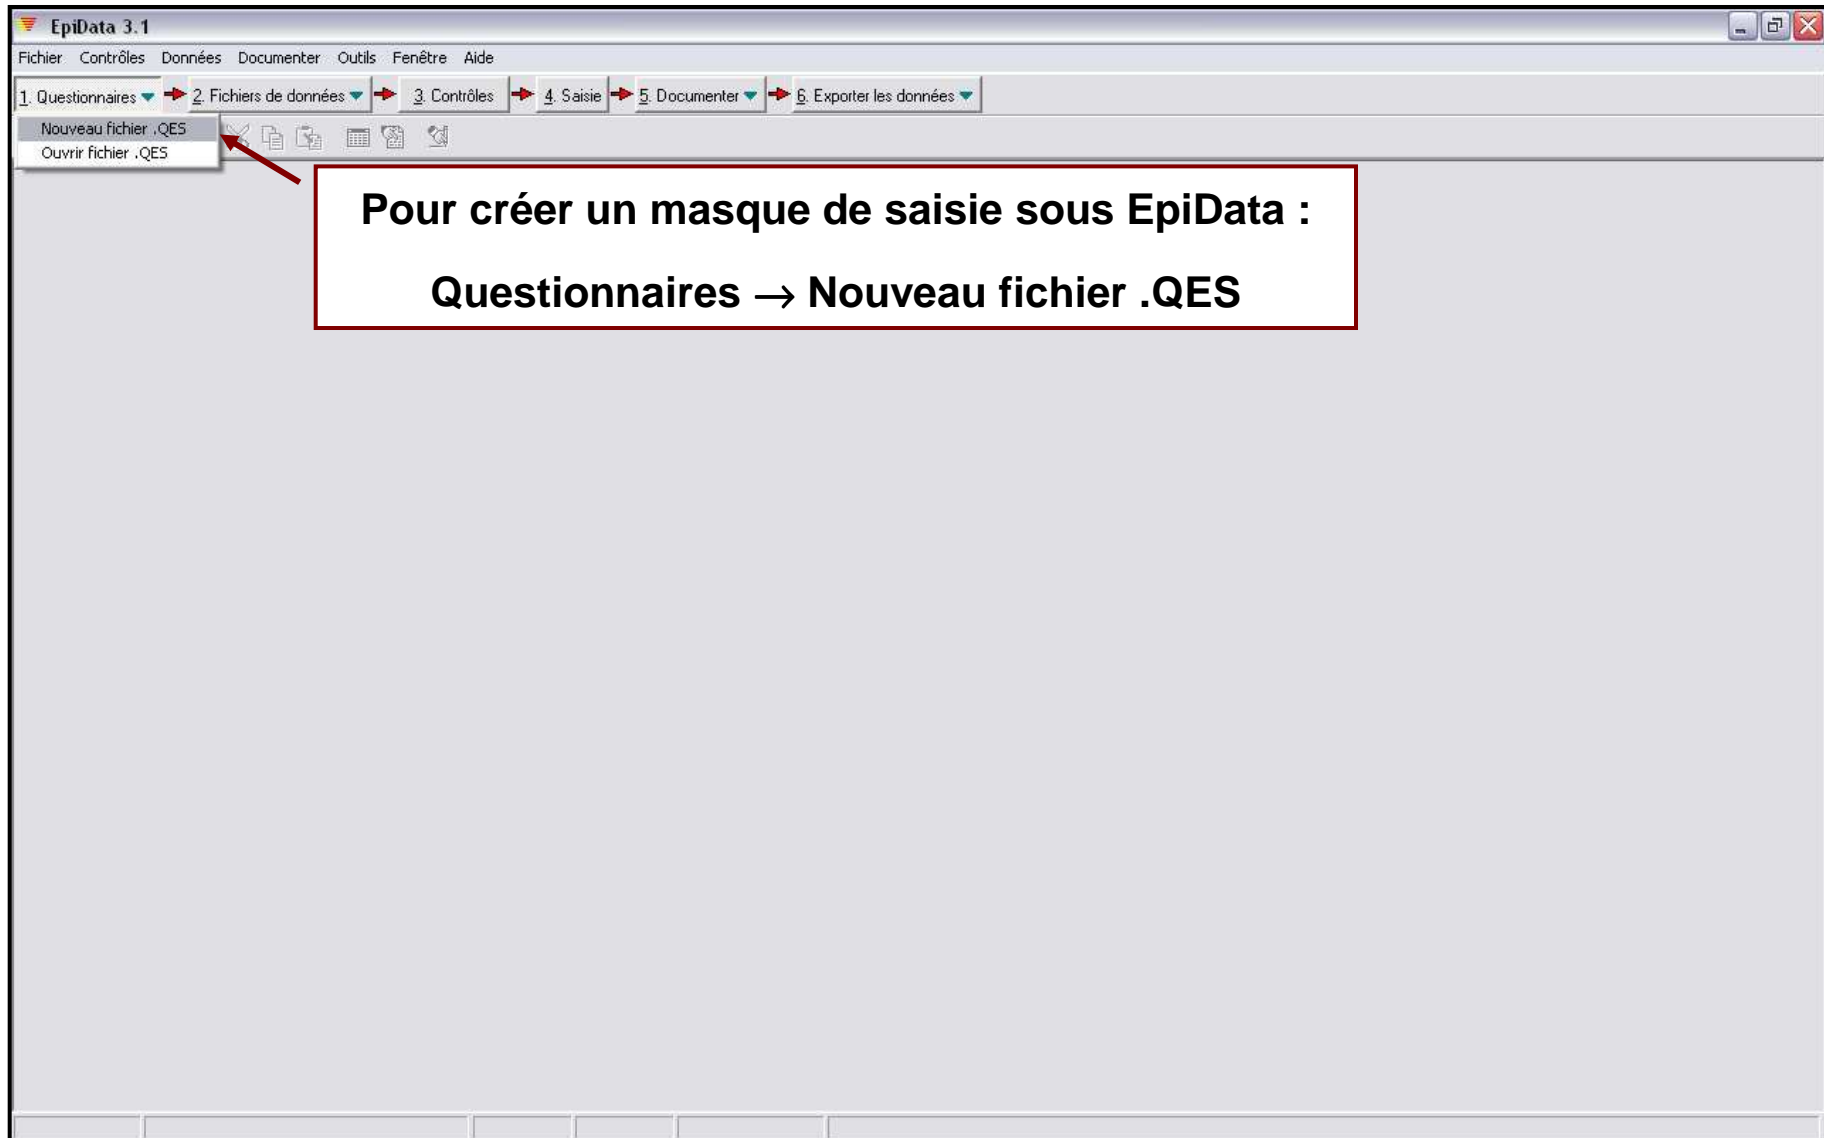 EpiData 3.1
Fichier Contrôles Données Documenter Outils Fenêtre Aide
1. Questionnaires 2. Fichiers de données 3. Contrôles 4. Saisie 5. Documenter 6. Exporter les données
Nouveau fichier .QES
Ouvrir fichier .QES
Pour créer un masque de saisie sous EpiData :
Questionnaires → Nouveau fichier .QES